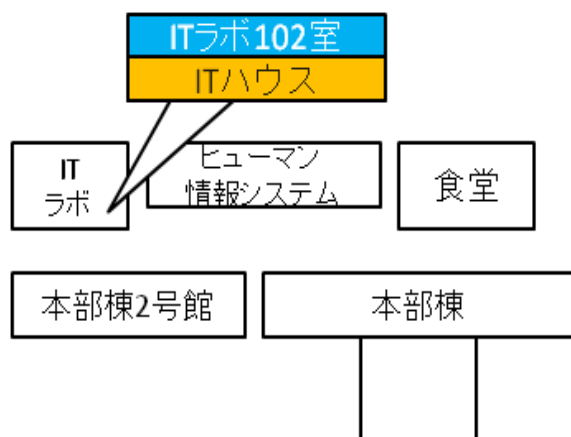 ITラボ102室
ITハウス
IT
ラボ
ヒューマン
情報システム
食堂
本部棟2号館
本部棟